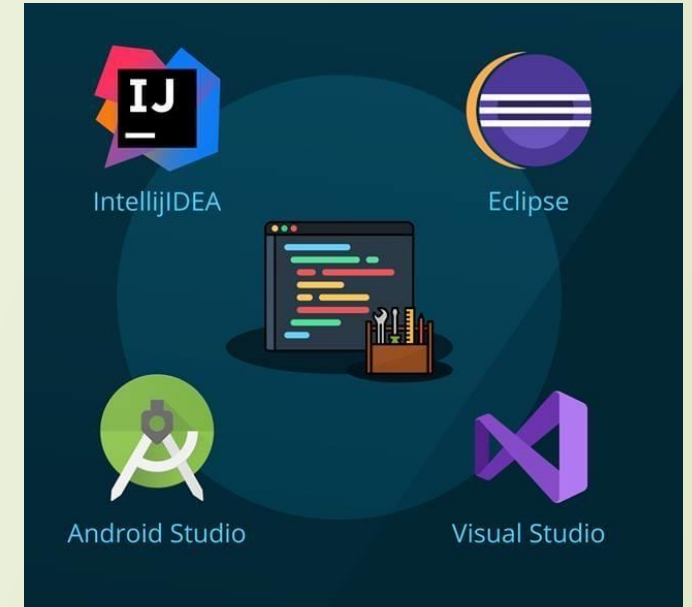 IJ
IntellijIDEA
Eclipse
Android Studio
Visual Studio